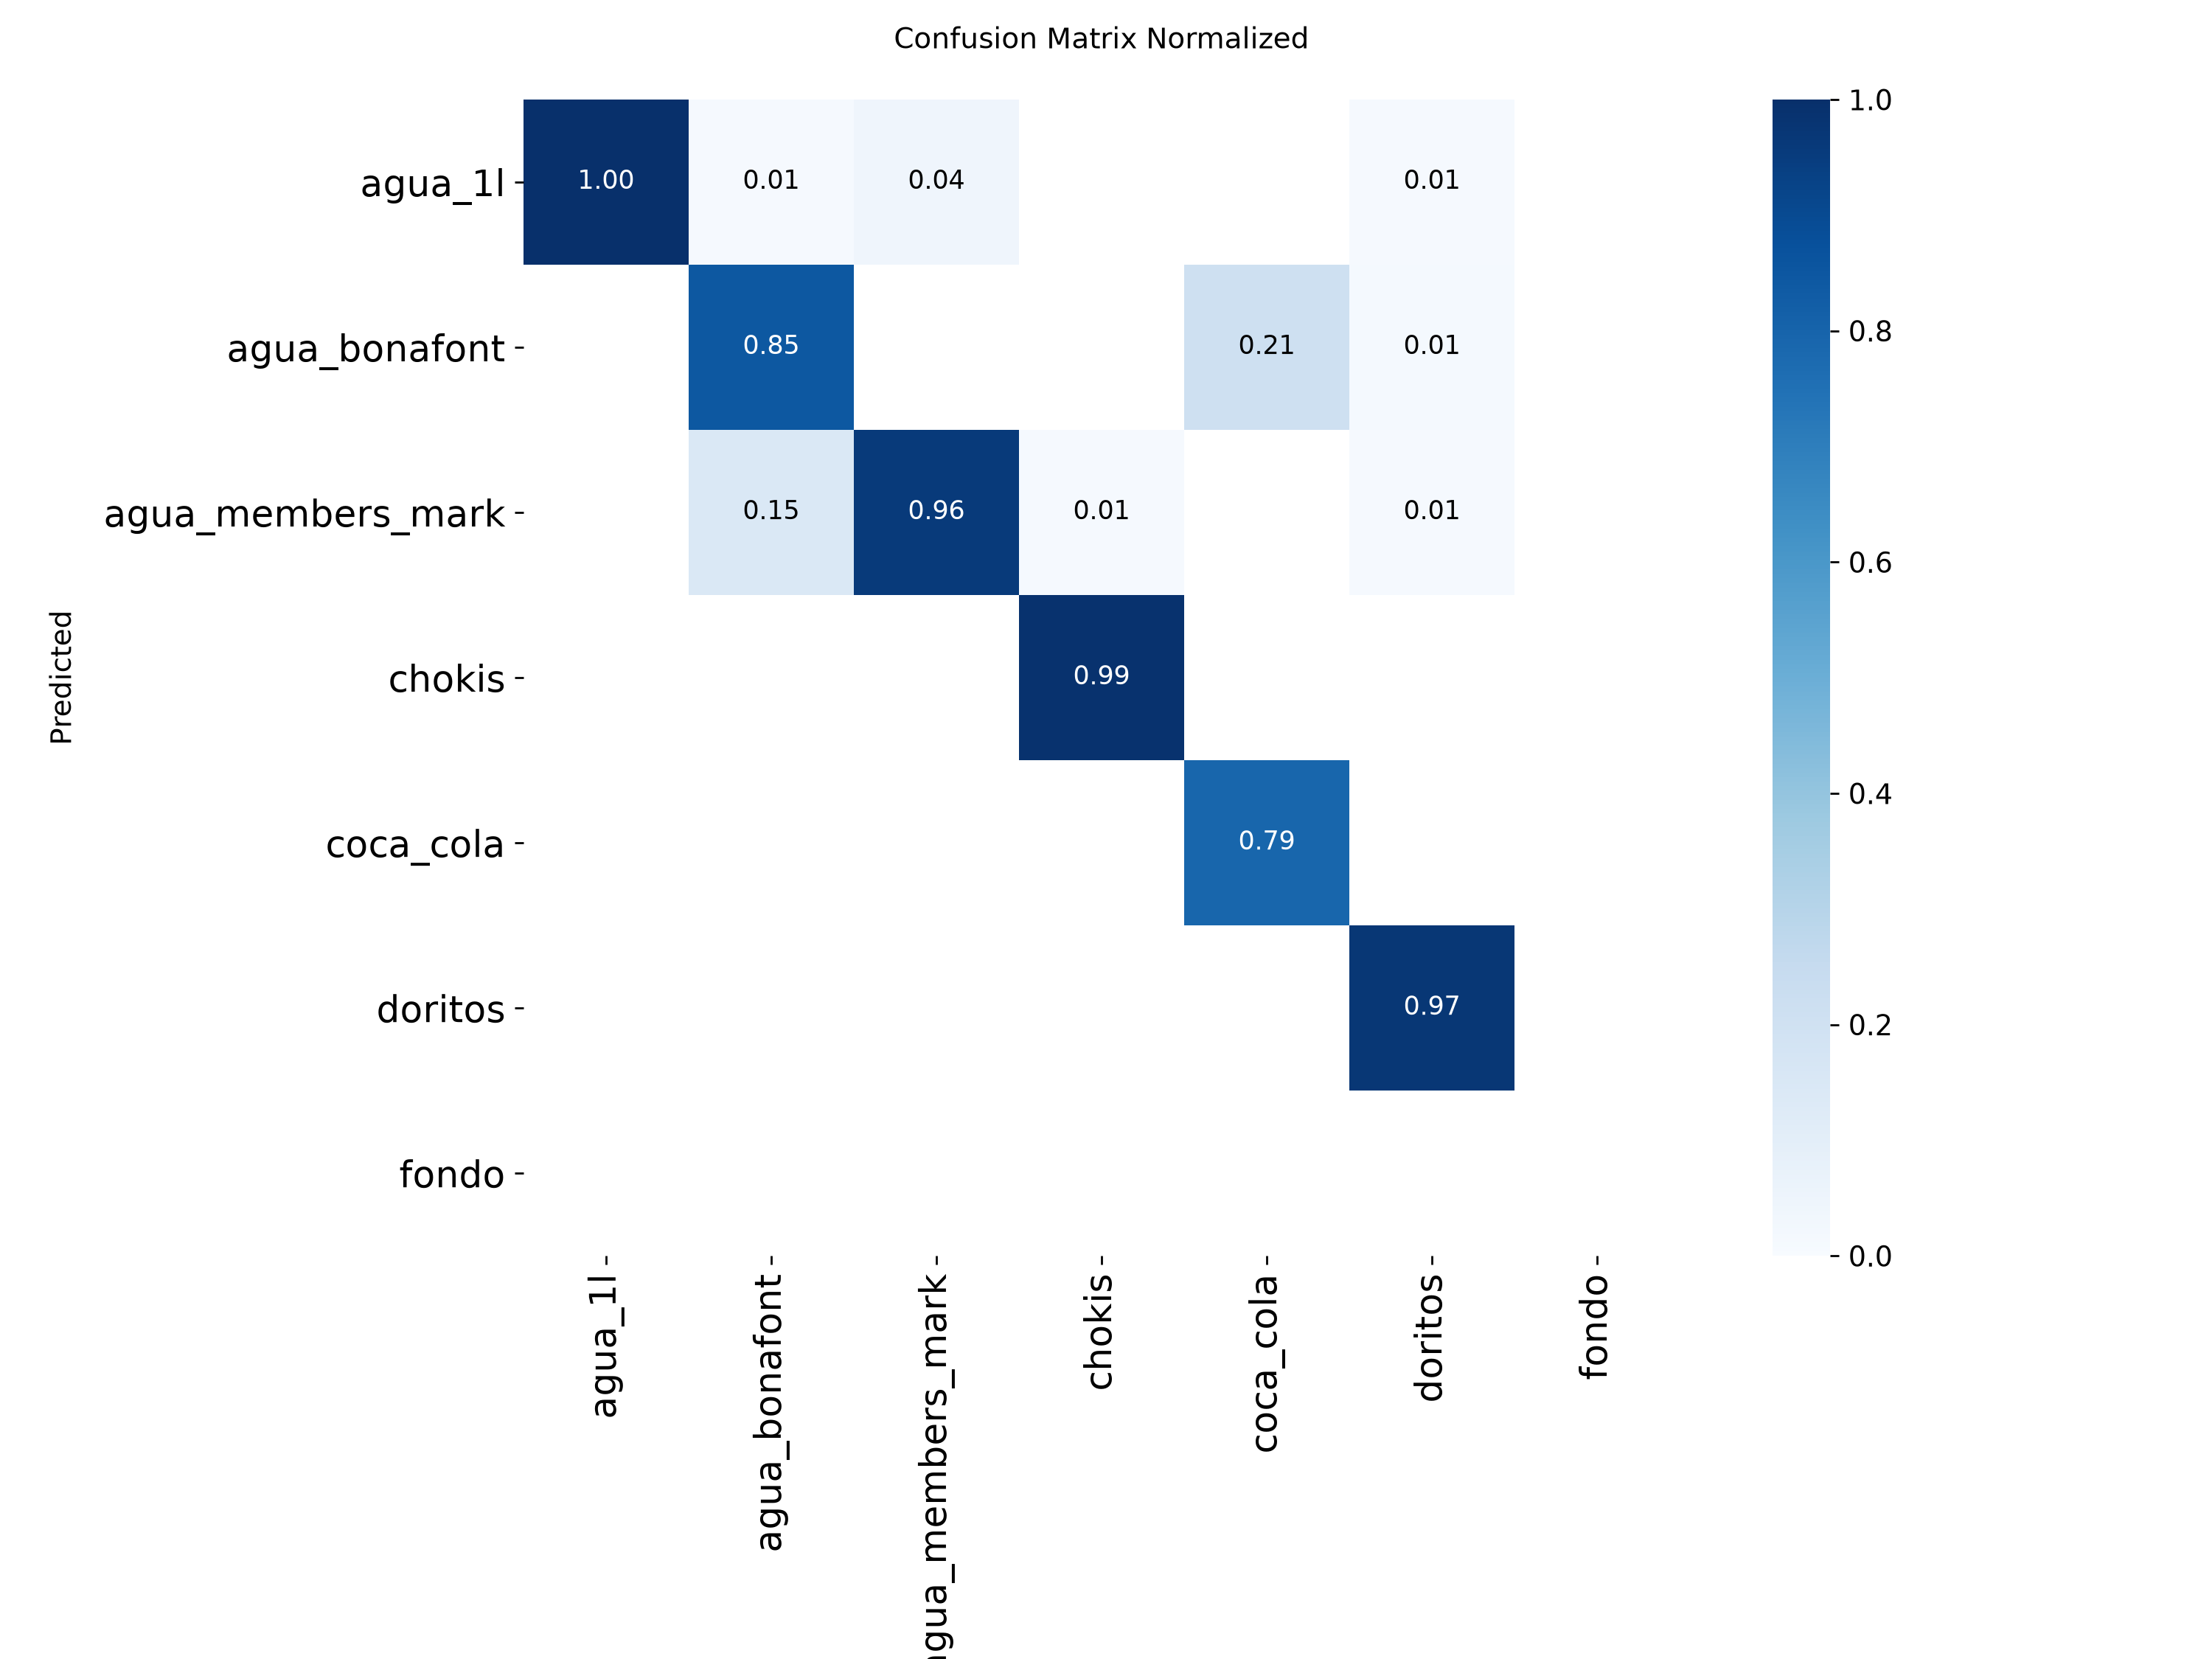 Confusion Matrix Normalized
agua_1l
1.00
0.01
0.04
0.01
1.0
agua_bonafont
0.85
0.21
0.01
0.8
agua_members_mark
0.15
0.96
0.01
0.01
0.6
Predicted
chokis
0.99
coca_cola
0.79
0.4
doritos
0.97
0.2
fondo
0.0
agua_1l
agua_bonafont
agua_members_mark
chokis
coca_cola
doritos
fondo